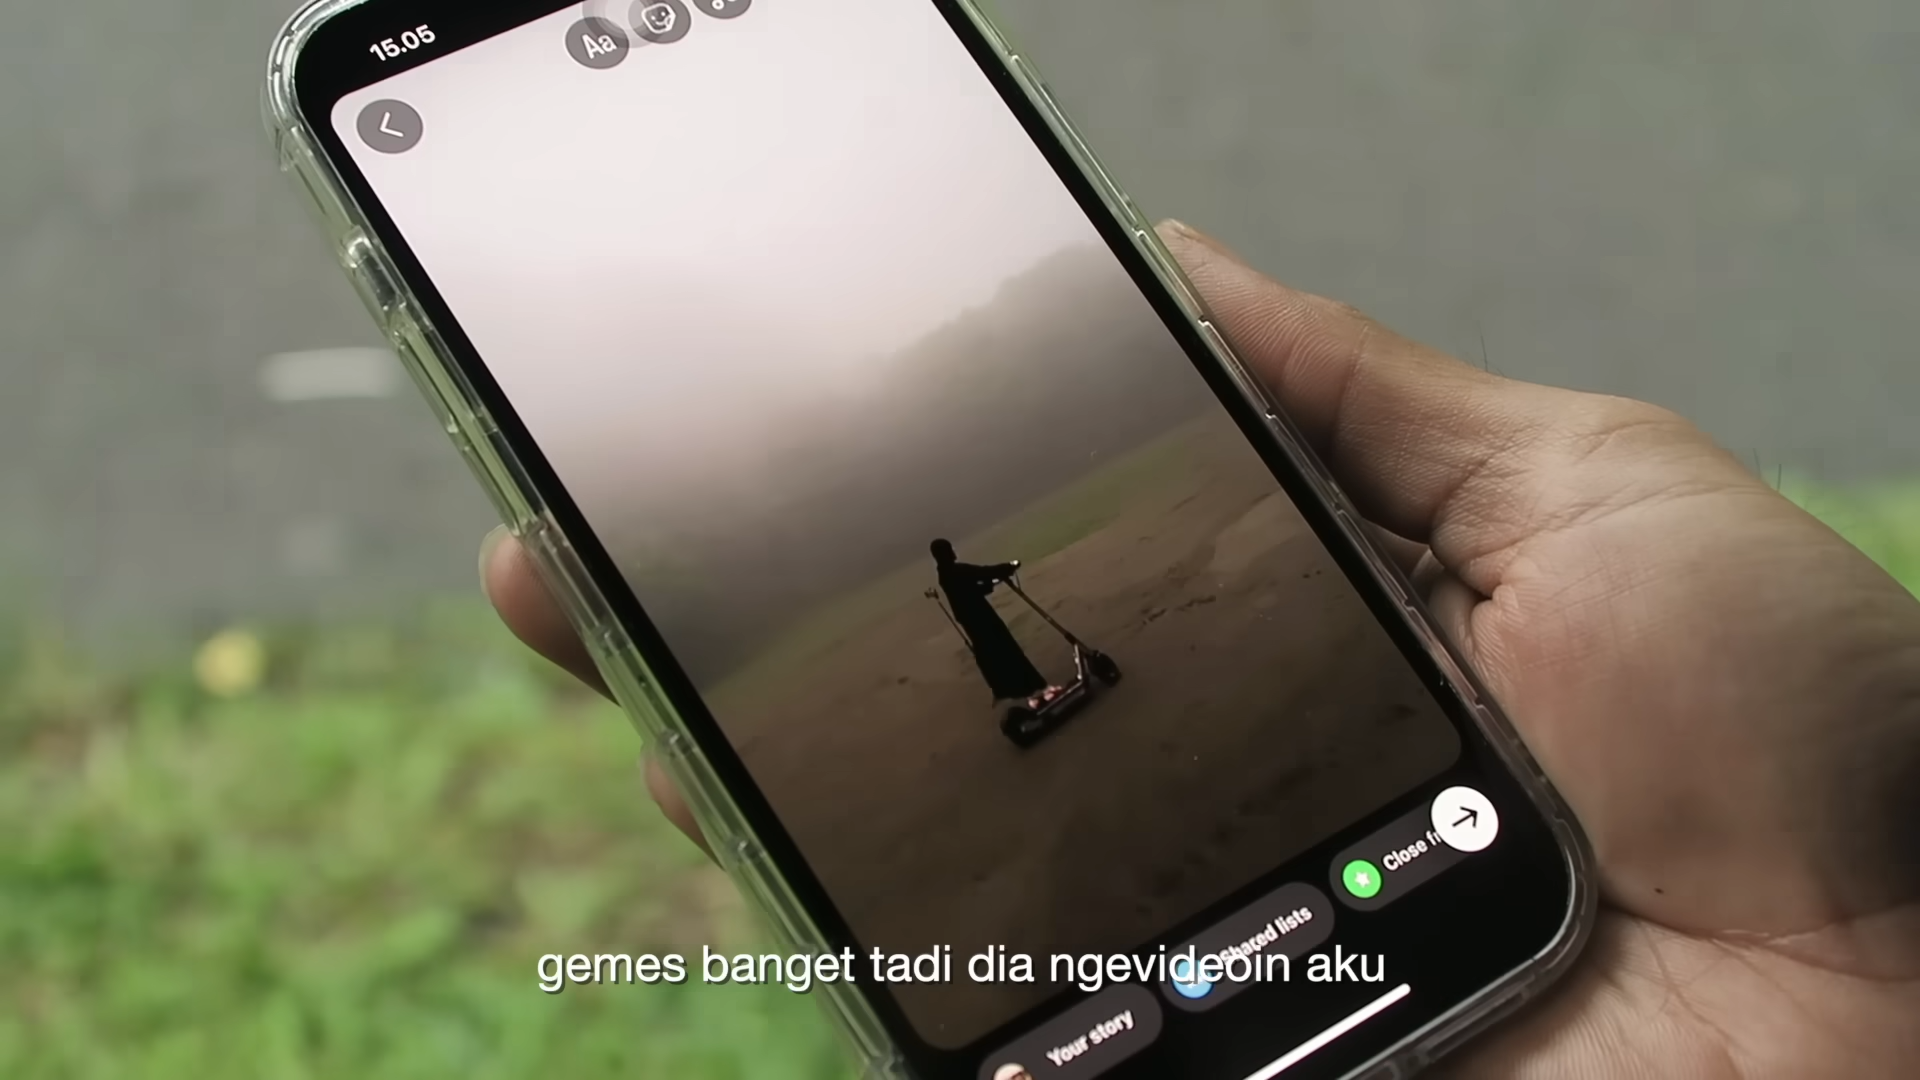 15.05
Aa
Close fr
Shared lists
gemes banget tadi dia ngevideoin aku
Your story